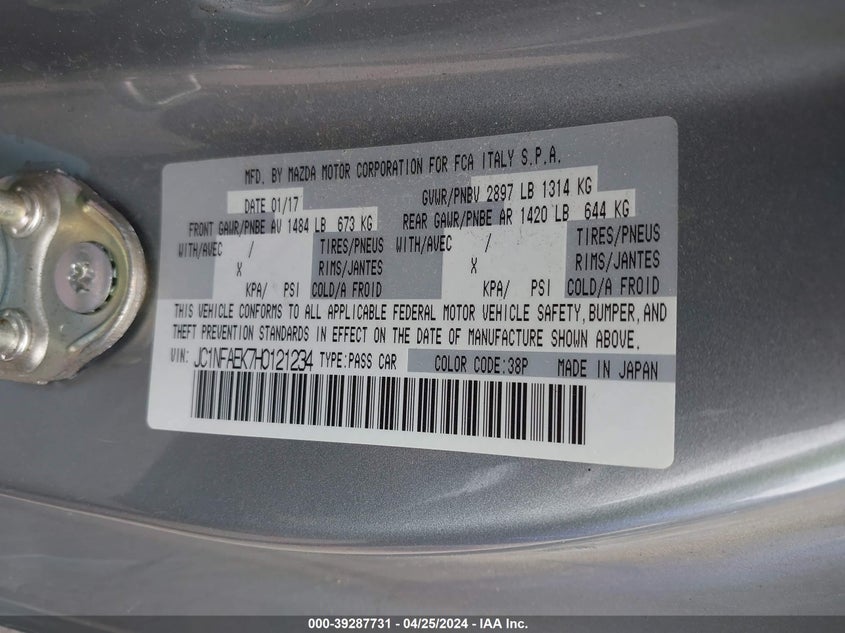 MFD. BY MAZDA MOTOR CORPORATION FOR FCA ITALY S.P.A.
DATE 01/17 GVWR/PNBV 2897 LB 1314 KG
FRONT GAWR/PNBE AV 1484 LB 673 KG REAR GAWR/PNBE AR 1420 LB 644 KG
WITH/AVEC / TIRES/PNEUS WITH/AVEC / TIRES/PNEUS
X RIMS/JANTES X RIMS/JANTES
KPA/ PSI COLD/A FROID KPA/ PSI COLD/A FROID
THIS VEHICLE CONFORMS TO ALL APPLICABLE FEDERAL MOTOR VEHICLE SAFETY, BUMPER, AND
THEFT PREVENTION STANDARDS IN EFFECT ON THE DATE OF MANUFACTURE SHOWN ABOVE.
VIN: JC1NFAEK7H0121234 TYPE:PASS CAR COLOR CODE:38P MADE IN JAPAN
000-39287731 - 04/25/2024 - IAA Inc.